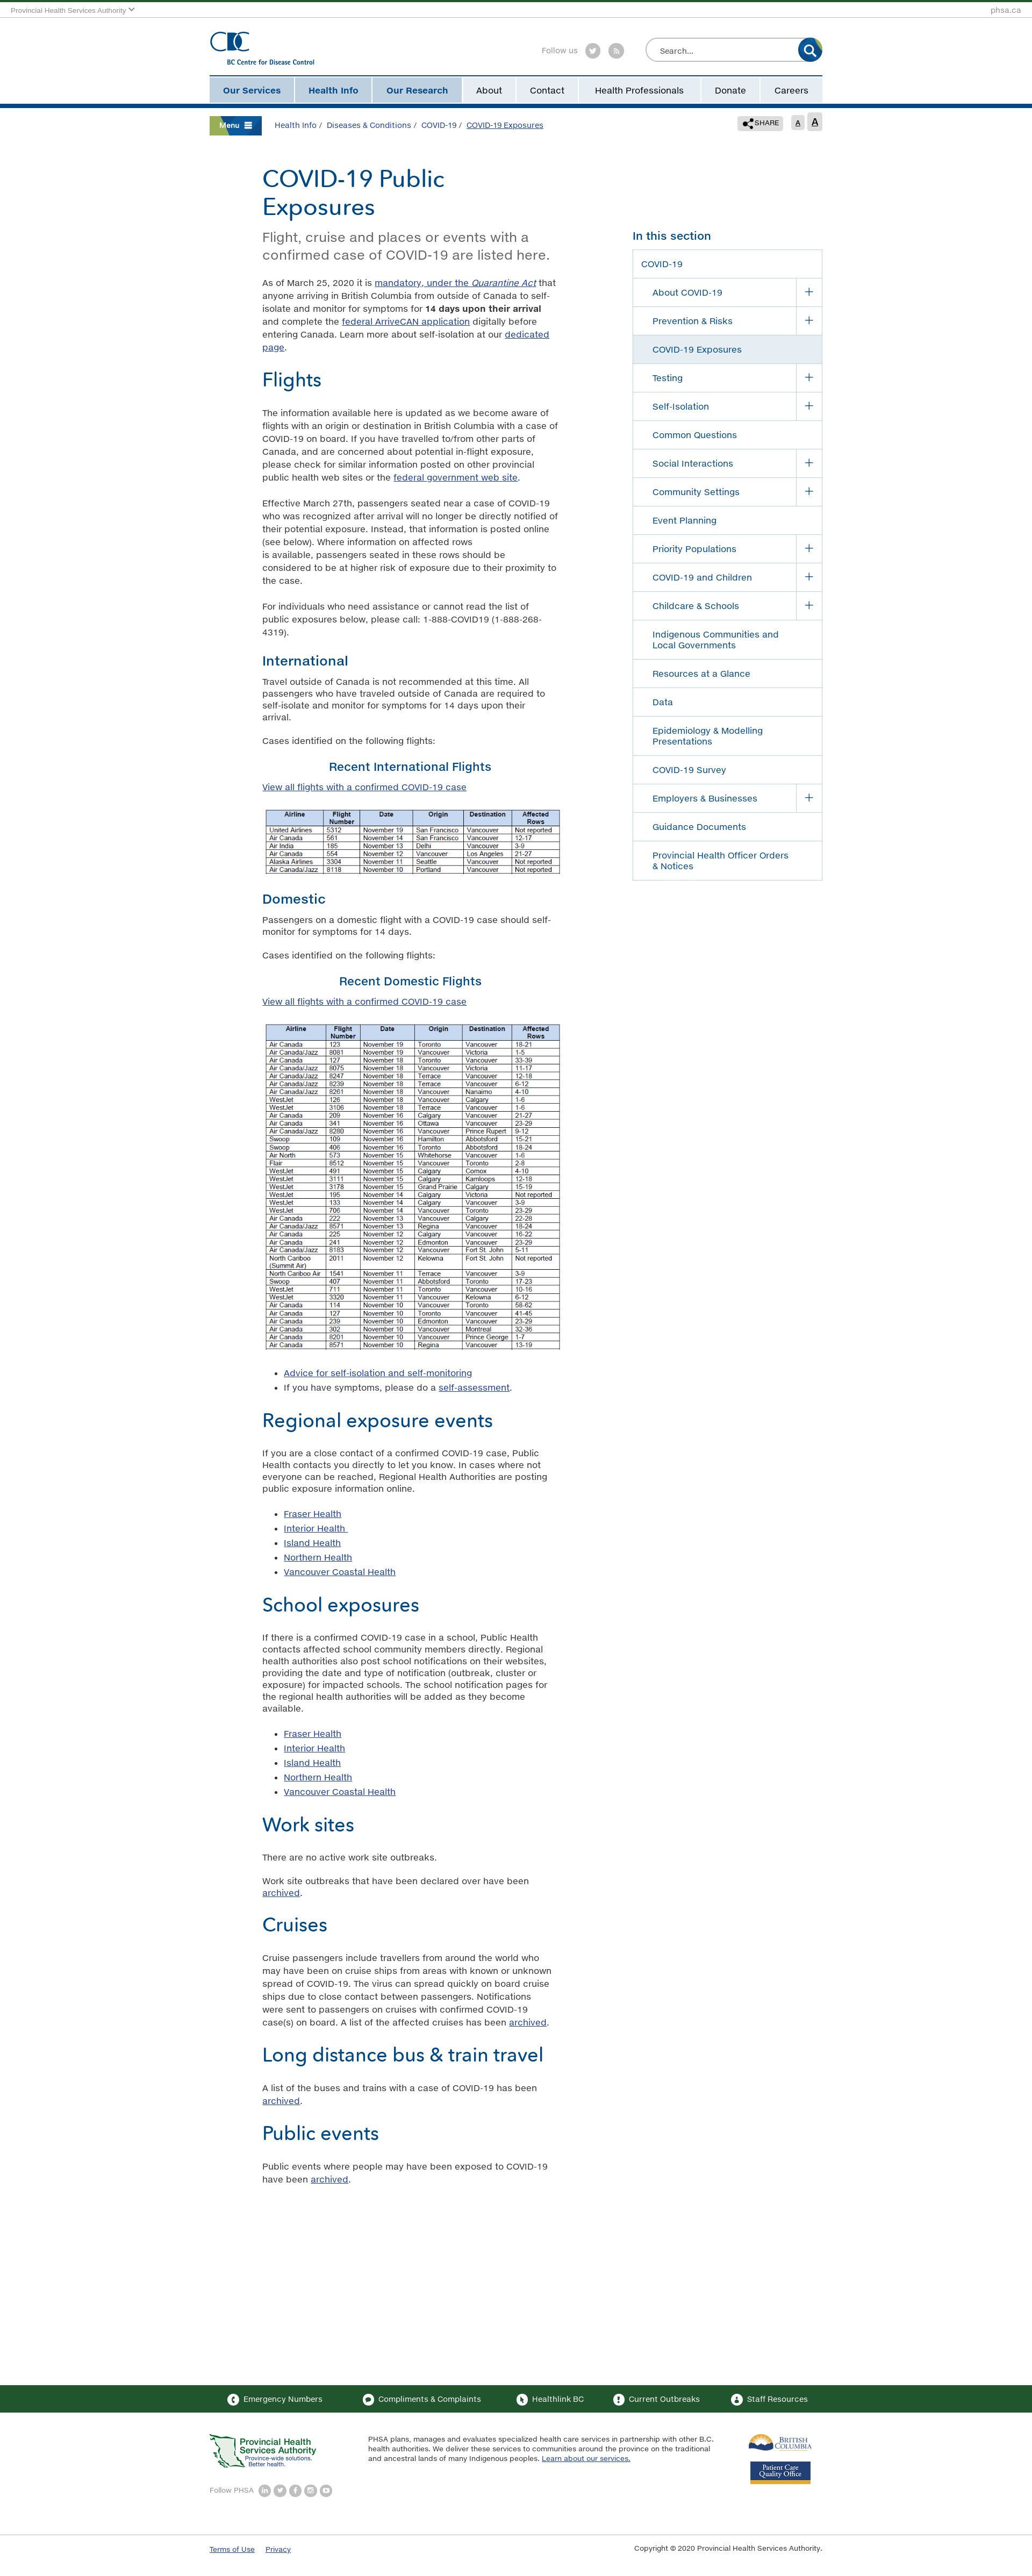 Provincial Health Services Authority
phsa.ca
BC Centre for Disease Control
Follow us
Search...
Our Services Health Info Our Research About Contact Health Professionals Donate Careers
Menu
Health Info / Diseases & Conditions / COVID-19 / COVID-19 Exposures
SHARE A A
COVID-19 Public
Exposures
Flight, cruise and places or events with a
confirmed case of COVID-19 are listed here.
As of March 25, 2020 it is mandatory, under the Quarantine Act that
anyone arriving in British Columbia from outside of Canada to self-
isolate and monitor for symptoms for 14 days upon their arrival
and complete the federal ArriveCAN application digitally before
entering Canada. Learn more about self-isolation at our dedicated
page.
Flights
The information available here is updated as we become aware of
flights with an origin or destination in British Columbia with a case of
COVID-19 on board. If you have travelled to/from other parts of
Canada, and are concerned about potential in-flight exposure,
please check for similar information posted on other provincial
public health web sites or the federal government web site.
Effective March 27th, passengers seated near a case of COVID-19
who was recognized after arrival will no longer be directly notified of
their potential exposure. Instead, that information is posted online
(see below). Where information on affected rows
is available, passengers seated in these rows should be
considered to be at higher risk of exposure due to their proximity to
the case.
For individuals who need assistance or cannot read the list of
public exposures below, please call: 1-888-COVID19 (1-888-268-
4319).
International
Travel outside of Canada is not recommended at this time. All
passengers who have traveled outside of Canada are required to
self-isolate and monitor for symptoms for 14 days upon their
arrival.
Cases identified on the following flights:
Recent International Flights
View all flights with a confirmed COVID-19 case
Airline Flight Number Date Origin Destination Affected Rows
United Airlines 5312 November 19 San Francisco Vancouver Not reported
Air Canada 561 November 14 San Francisco Vancouver 12-17
Air India 185 November 13 Delhi Vancouver 3-9
Air Canada 554 November 12 Vancouver Los Angeles 21-27
Alaska Airlines 3304 November 11 Seattle Vancouver Not reported
Air Canada/Jazz 8118 November 10 Portland Vancouver Not reported
Domestic
Passengers on a domestic flight with a COVID-19 case should self-
monitor for symptoms for 14 days.
Cases identified on the following flights:
Recent Domestic Flights
View all flights with a confirmed COVID-19 case
Airline Flight Number Date Origin Destination Affected Rows
Air Canada 123 November 19 Toronto Vancouver 18-21
Air Canada/Jazz 8081 November 19 Vancouver Victoria 1-5
Air Canada 127 November 18 Toronto Vancouver 33-39
Air Canada/Jazz 8075 November 18 Vancouver Victoria 11-17
Air Canada/Jazz 8247 November 18 Terrace Vancouver 12-18
Air Canada/Jazz 8239 November 18 Terrace Vancouver 6-12
Air Canada/Jazz 8261 November 18 Vancouver Nanaimo 4-10
WestJet 126 November 18 Vancouver Calgary 1-6
WestJet 3106 November 18 Terrace Vancouver 1-6
Air Canada 209 November 16 Calgary Vancouver 21-27
Air Canada 341 November 16 Ottawa Vancouver 23-29
Air Canada/Jazz 8280 November 16 Vancouver Prince Rupert 9-12
Swoop 109 November 16 Hamilton Abbotsford 15-21
Swoop 406 November 16 Toronto Abbotsford 18-24
Air North 573 November 15 Whitehorse Vancouver 1-6
Flair 8512 November 15 Vancouver Toronto 2-8
WestJet 491 November 15 Calgary Comox 4-10
WestJet 3111 November 15 Calgary Kamloops 12-18
WestJet 3178 November 15 Grand Prairie Calgary 15-19
WestJet 195 November 14 Calgary Victoria Not reported
WestJet 133 November 14 Calgary Vancouver 3-9
WestJet 706 November 14 Vancouver Toronto 23-29
Air Canada 222 November 13 Vancouver Calgary 22-28
Air Canada/Jazz 8571 November 13 Regina Vancouver 18-24
Air Canada 225 November 12 Calgary Vancouver 16-22
Air Canada 241 November 12 Edmonton Vancouver 23-29
Air Canada/Jazz 8183 November 12 Vancouver Fort St. John 5-11
North Cariboo (Summit Air) 2011 November 12 Kelowna Fort St. John Not reported
North Cariboo Air 1541 November 11 Terrace Vancouver 3-9
Swoop 407 November 11 Abbotsford Toronto 17-23
WestJet 711 November 11 Toronto Vancouver 10-16
WestJet 3320 November 11 Vancouver Kelowna 6-12
Air Canada 114 November 10 Vancouver Toronto 58-62
Air Canada 127 November 10 Toronto Vancouver 41-45
Air Canada 239 November 10 Edmonton Vancouver 23-29
Air Canada 302 November 10 Vancouver Montreal 32-36
Air Canada 8201 November 10 Vancouver Prince George 1-7
Air Canada 8571 November 10 Regina Vancouver 13-19
Advice for self-isolation and self-monitoring
If you have symptoms, please do a self-assessment.
Regional exposure events
If you are a close contact of a confirmed COVID-19 case, Public
Health contacts you directly to let you know. In cases where not
everyone can be reached, Regional Health Authorities are posting
public exposure information online.
Fraser Health
Interior Health
Island Health
Northern Health
Vancouver Coastal Health
School exposures
If there is a confirmed COVID-19 case in a school, Public Health
contacts affected school community members directly. Regional
health authorities also post school notifications on their websites,
providing the date and type of notification (outbreak, cluster or
exposure) for impacted schools. The school notification pages for
the regional health authorities will be added as they become
available.
Fraser Health
Interior Health
Island Health
Northern Health
Vancouver Coastal Health
Work sites
There are no active work site outbreaks.
Work site outbreaks that have been declared over have been
archived.
Cruises
Cruise passengers include travellers from around the world who
may have been on cruise ships from areas with known or unknown
spread of COVID-19. The virus can spread quickly on board cruise
ships due to close contact between passengers. Notifications
were sent to passengers on cruises with confirmed COVID-19
case(s) on board. A list of the affected cruises has been archived.
Long distance bus & train travel
A list of the buses and trains with a case of COVID-19 has been
archived.
Public events
Public events where people may have been exposed to COVID-19
have been archived.
In this section
COVID-19
About COVID-19
Prevention & Risks
COVID-19 Exposures
Testing
Self-Isolation
Common Questions
Social Interactions
Community Settings
Event Planning
Priority Populations
COVID-19 and Children
Childcare & Schools
Indigenous Communities and
Local Governments
Resources at a Glance
Data
Epidemiology & Modelling
Presentations
COVID-19 Survey
Employers & Businesses
Guidance Documents
Provincial Health Officer Orders
& Notices
Emergency Numbers Compliments & Complaints Healthlink BC Current Outbreaks Staff Resources
Provincial Health
Services Authority
Province-wide solutions.
Better health.
PHSA plans, manages and evaluates specialized health care services in partnership with other B.C.
health authorities. We deliver these services to communities around the province on the traditional
and ancestral lands of many Indigenous peoples. Learn about our services.
BRITISH
COLUMBIA
Patient Care
Quality Office
Follow PHSA
Terms of Use Privacy
Copyright © 2020 Provincial Health Services Authority.